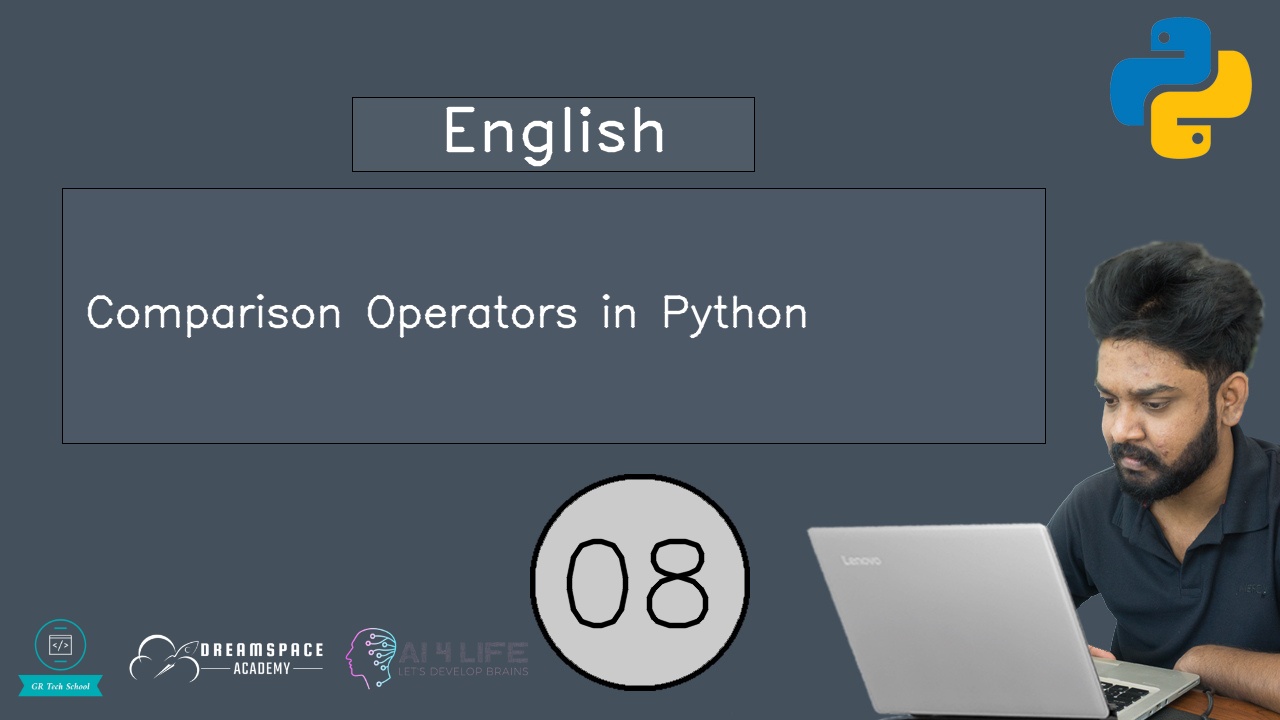 English
Comparison Operators in Python
08
Lenovo
GR Tech School
DREAMSPACE
ACADEMY
AI 4 LIFE
LET'S DEVELOP BRAINS